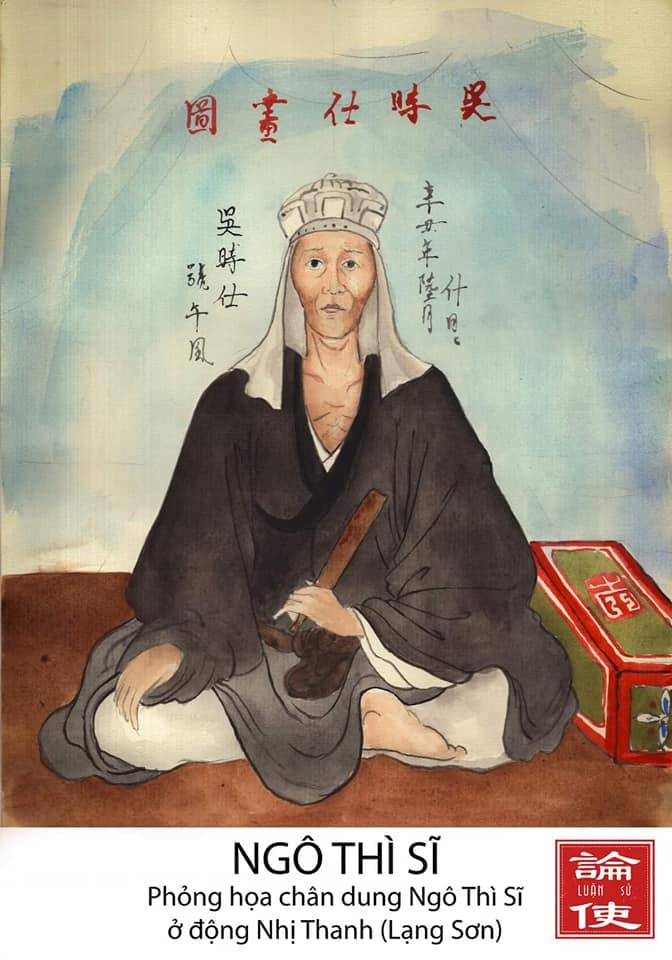 吳時仕畫圖
辛丑年陸月
什日
吳時仕
號午風
NGÔ THÌ SĨ
Phỏng họa chân dung Ngô Thì Sĩ
ở động Nhị Thanh (Lạng Sơn)
論
LUẬN SỬ
使